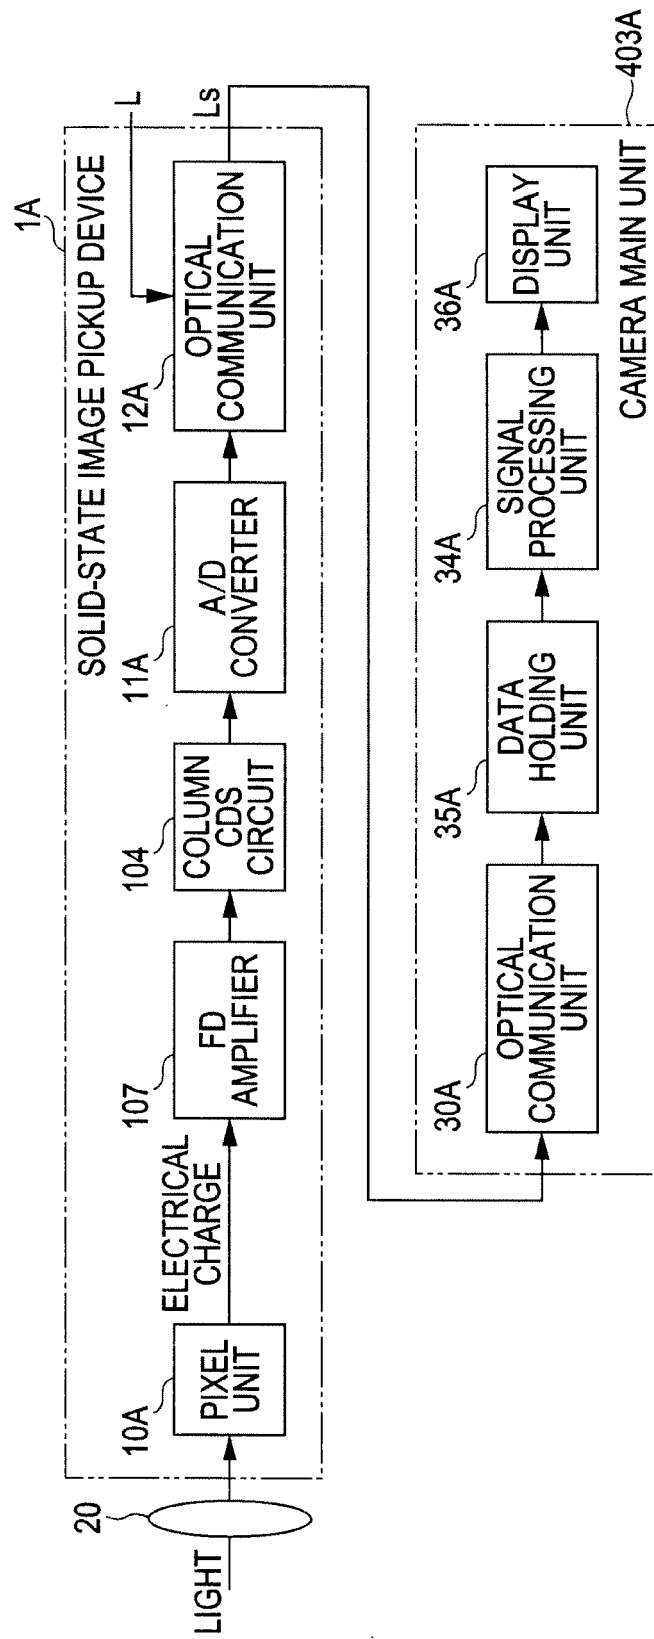 1A
SOLID-STATE IMAGE PICKUP DEVICE
20
LIGHT
10A
PIXEL
UNIT
ELECTRICAL
CHARGE
107
FD
AMPLIFIER
104
COLUMN
CDS
CIRCUIT
11A
A/D
CONVERTER
12A
OPTICAL
COMMUNICATION
UNIT
L
Ls
30A
OPTICAL
COMMUNICATION
UNIT
35A
DATA
HOLDING
UNIT
34A
SIGNAL
PROCESSING
UNIT
36A
DISPLAY
UNIT
CAMERA MAIN UNIT
403A